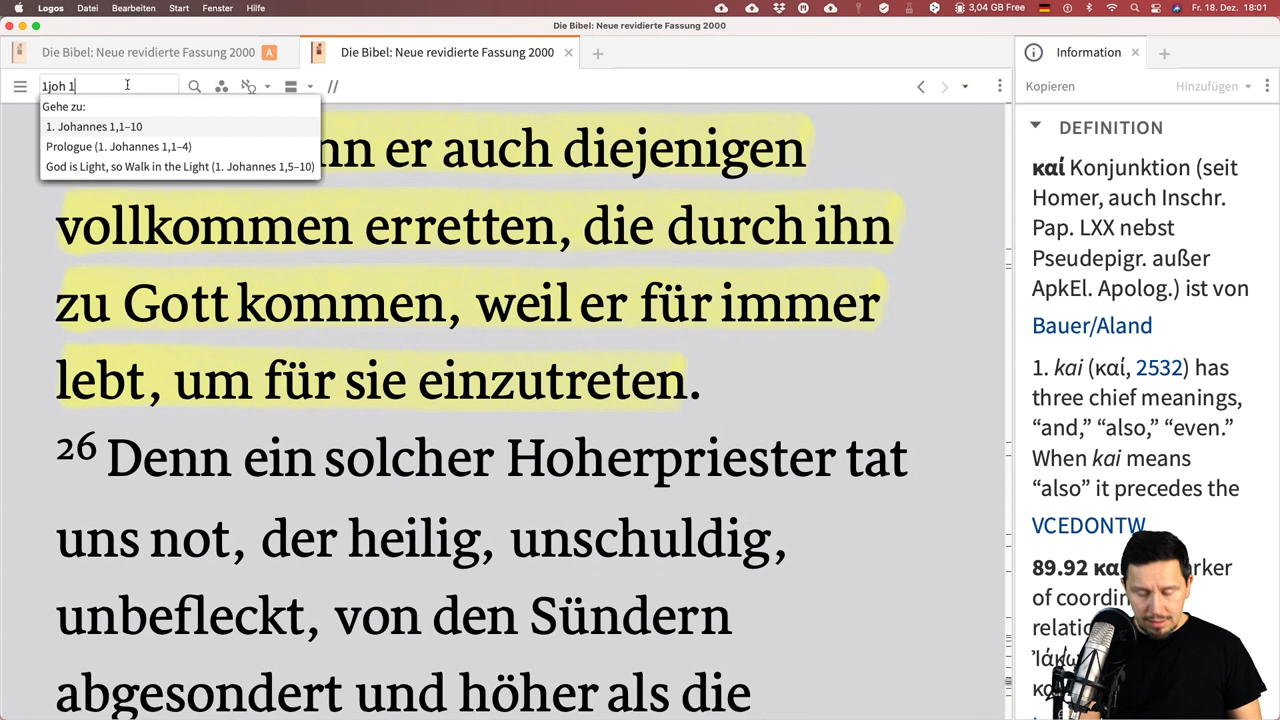 Logos Datei Bearbeiten Start Fenster Hilfe 3,04 GB Free Fr. 18. Dez. 18:01
Die Bibel: Neue revidierte Fassung 2000
Die Bibel: Neue revidierte Fassung 2000 A Die Bibel: Neue revidierte Fassung 2000
1joh 1
Gehe zu:
1. Johannes 1,1–10
Prologue (1. Johannes 1,1–4)
God is Light, so Walk in the Light (1. Johannes 1,5–10)
er auch diejenigen
vollkommen erretten, die durch ihn
zu Gott kommen, weil er für immer
lebt, um für sie einzutreten.
26 Denn ein solcher Hoherpriester tat
uns not, der heilig, unschuldig,
unbefleckt, von den Sündern
abgesondert und höher als die
Information
Kopieren Hinzufügen
DEFINITION
καί Konjunktion (seit
Homer, auch Inschr.
Pap. LXX nebst
Pseudepigr. außer
ApkEl. Apolog.) ist von
Bauer/Aland
1. kai (καί, 2532) has
three chief meanings,
“and,” “also,” “even.”
When kai means
“also” it precedes the
VCEDONTW
89.92
of